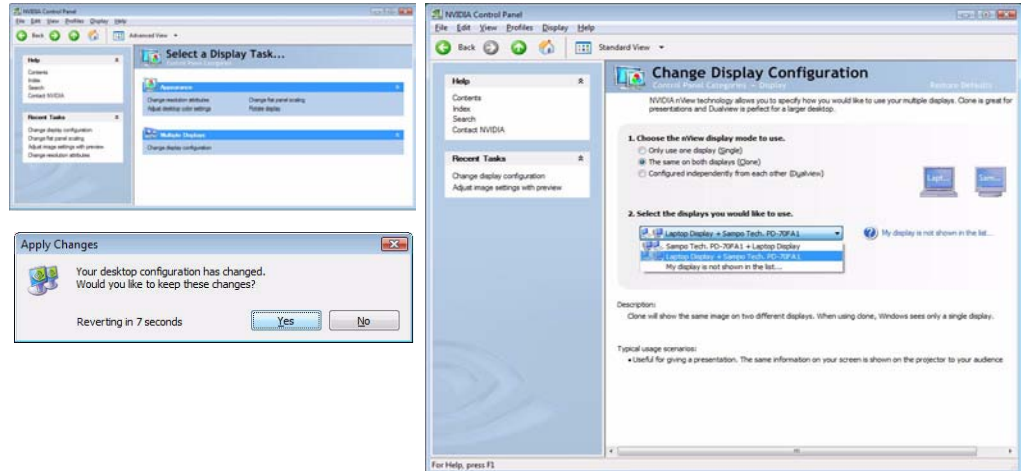 NVIDIA Control Panel
File Edit View Profiles Display Help
Back Advanced View
Help
Contents
Index
Search
Contact NVIDIA
Recent Tasks
Change display configuration
Change flat panel scaling
Adjust image settings with preview
Change resolution attributes
Select a Display Task...
Control Panel Categories
Appearance
Change resolution attributes Change flat panel scaling
Adjust desktop color settings Rotate display
Multiple Displays
Change display configuration
Apply Changes
Your desktop configuration has changed.
Would you like to keep these changes?
Reverting in 7 seconds Yes No
NVIDIA Control Panel
File Edit View Profiles Display Help
Back Standard View
Help
Contents
Index
Search
Contact NVIDIA
Recent Tasks
Change display configuration
Adjust image settings with preview
Change Display Configuration
Control Panel Categories Display Restore Defaults
NVIDIA nView technology allows you to specify how you would like to use your multiple displays. Clone is great for
presentations and Dualview is perfect for a larger desktop.
1. Choose the nView display mode to use.
Only use one display (Single)
The same on both displays (Clone)
Configured independently from each other (Dualview)
Lapt... Sam...
2. Select the displays you would like to use.
Laptop Display + Sampo Tech. PD-70FA1 My display is not shown in the list...
Sampo Tech. PD-70FA1 + Laptop Display
Laptop Display + Sampo Tech. PD-70FA1
My display is not shown in the list...
Description:
Clone will show the same image on two different displays. When using clone, Windows sees only a single display.
Typical usage scenarios:
• Useful for giving a presentation. The same information on your screen is shown on the projector to your audience
For Help, press F1